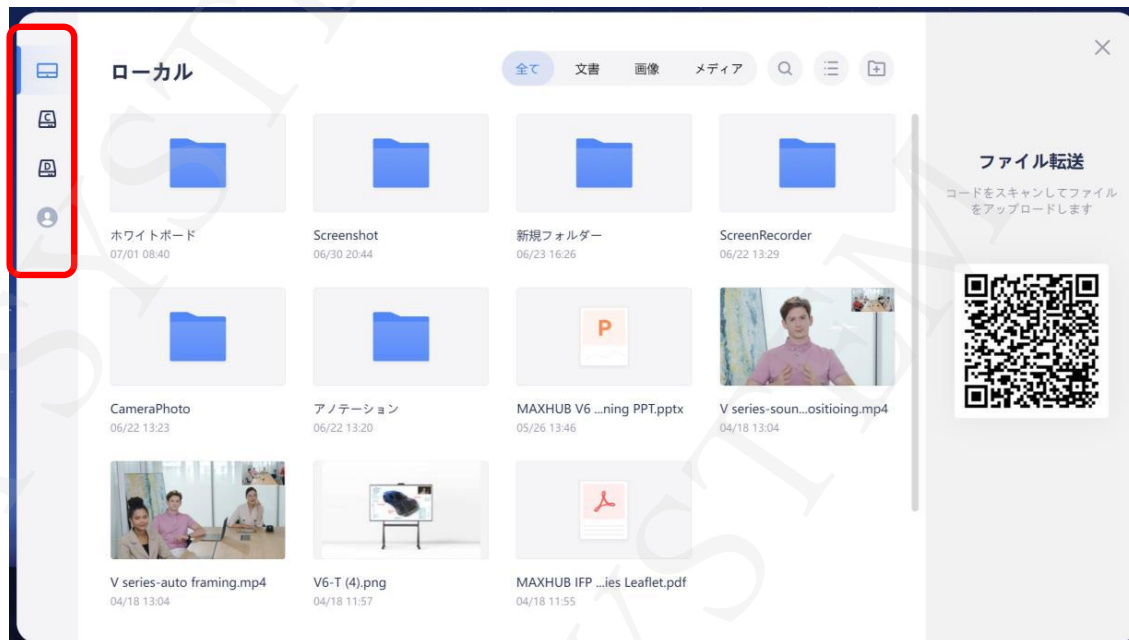 ローカル
全て 文書 画像 メディア
C
D
ファイル転送
コードをスキャンしてファイル
をアップロードします
ホワイトボード Screenshot 新規フォルダー ScreenRecorder
07/01 08:40 06/30 20:44 06/23 16:26 06/22 13:29
P
CameraPhoto アノテーション MAXHUB V6 ...ning PPT.pptx V series-soun...ositioing.mp4
06/22 13:23 06/22 13:20 05/26 13:46 04/18 13:04
V series-auto framing.mp4 V6-T (4).png MAXHUB IFP ...ies Leaflet.pdf
04/18 13:04 04/18 11:57 04/18 11:55